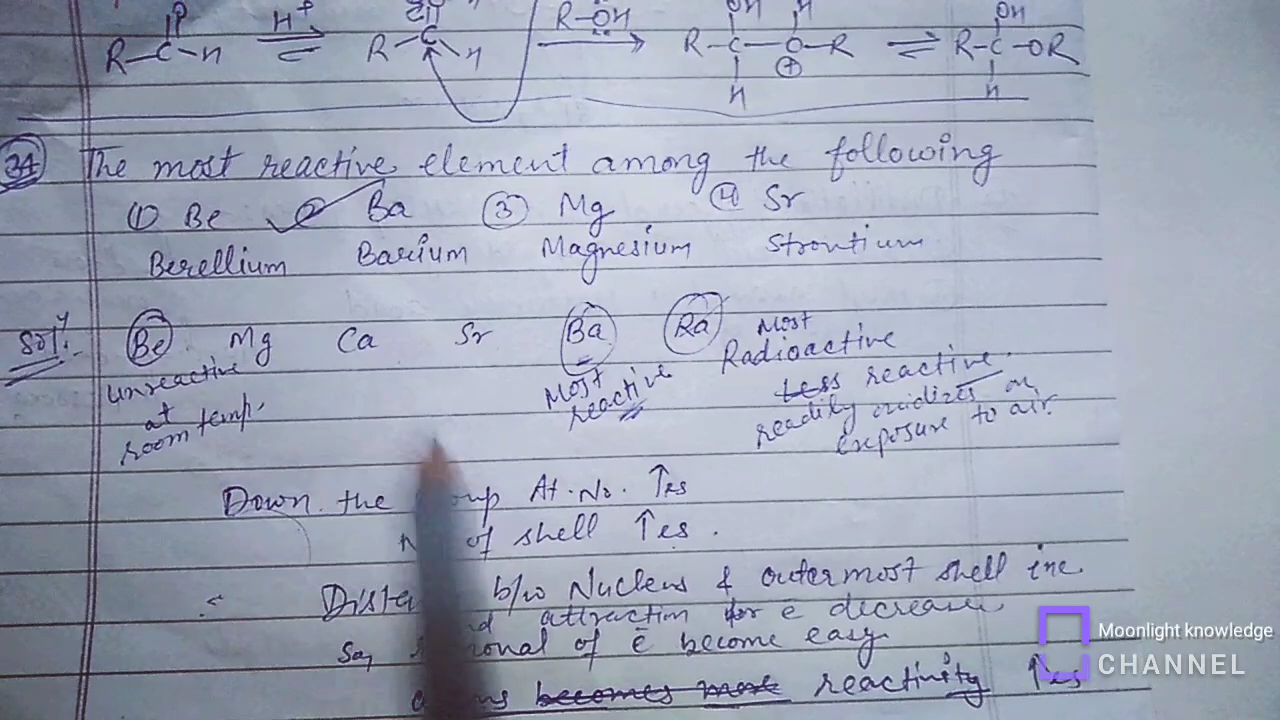 R-C-H H+ R-C-H R-OH R-C-O-R R-C-OR
34 The most reactive element among the following
(1) Be (2) Ba (3) Mg (4) Sr
Berellium Barium Magnesium Strontium
Sol: Be Mg Ca Sr Ba Ra Most
Radioactive
unreactive at room temp.
Most reactive
Less reactive
readily oxidizes on
exposure to air
Down the At. No. ↑es
of shell ↑es.
b/w Nucleus & outermost shell inc
attraction for e decreases
So, of e become easy
becomes most reactivity ↑es
Moonlight knowledge
CHANNEL